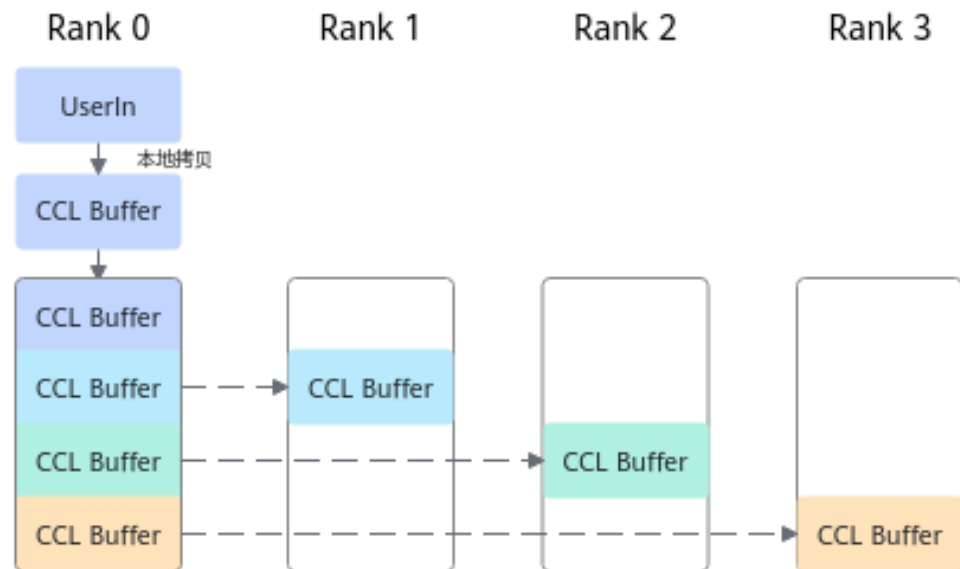 Rank 0 Rank 1 Rank 2 Rank 3
UserIn
本地拷贝
CCL Buffer
CCL Buffer
CCL Buffer CCL Buffer
CCL Buffer CCL Buffer
CCL Buffer CCL Buffer